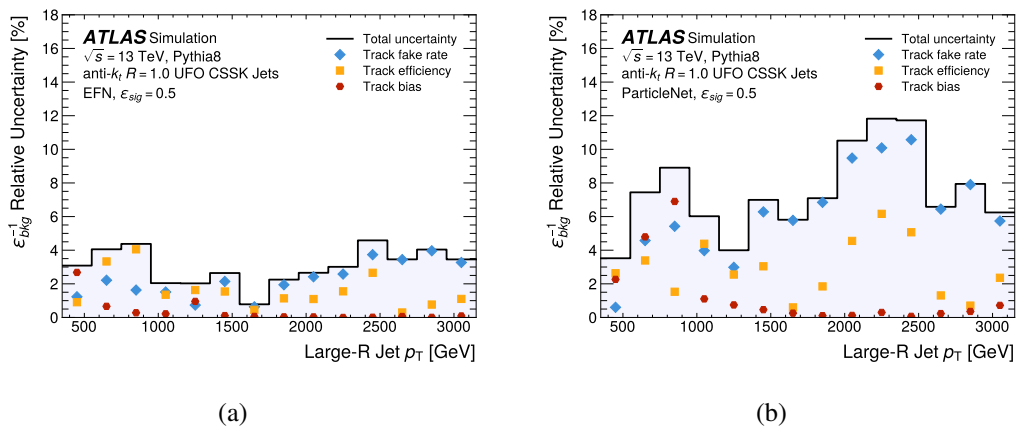 ATLAS Simulation
√s = 13 TeV, Pythia8
anti-kt R = 1.0 UFO CSSK Jets
EFN, εsig = 0.5
Total uncertainty
Track fake rate
Track efficiency
Track bias
ε⁻¹bkg Relative Uncertainty [%]
18
16
14
12
10
8
6
4
2
0
500 1000 1500 2000 2500 3000
Large-R Jet pT [GeV]
(a)
ATLAS Simulation
√s = 13 TeV, Pythia8
anti-kt R = 1.0 UFO CSSK Jets
ParticleNet, εsig = 0.5
Total uncertainty
Track fake rate
Track efficiency
Track bias
ε⁻¹bkg Relative Uncertainty [%]
18
16
14
12
10
8
6
4
2
0
500 1000 1500 2000 2500 3000
Large-R Jet pT [GeV]
(b)